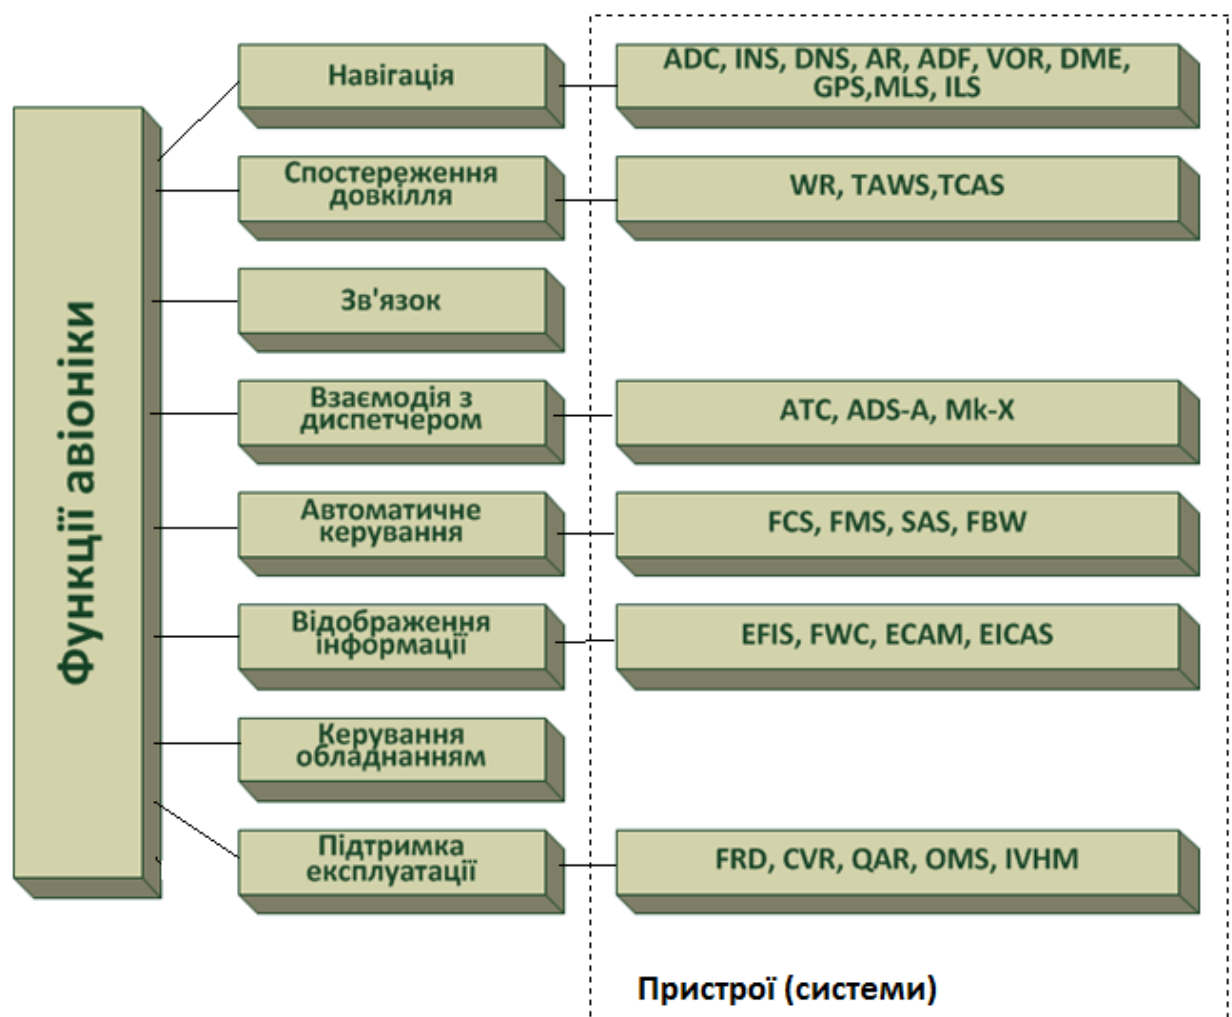 Функції авіоніки
Навігація
ADC, INS, DNS, AR, ADF, VOR, DME,
GPS,MLS, ILS
Спостереження
довкілля
WR, TAWS,TCAS
Зв'язок
Взаємодія з
диспетчером
ATC, ADS-A, Mk-X
Автоматичне
керування
FCS, FMS, SAS, FBW
Відображення
інформації
EFIS, FWC, ECAM, EICAS
Керування
обладнанням
Підтримка
експлуатації
FRD, CVR, QAR, OMS, IVHM
Пристрої (системи)